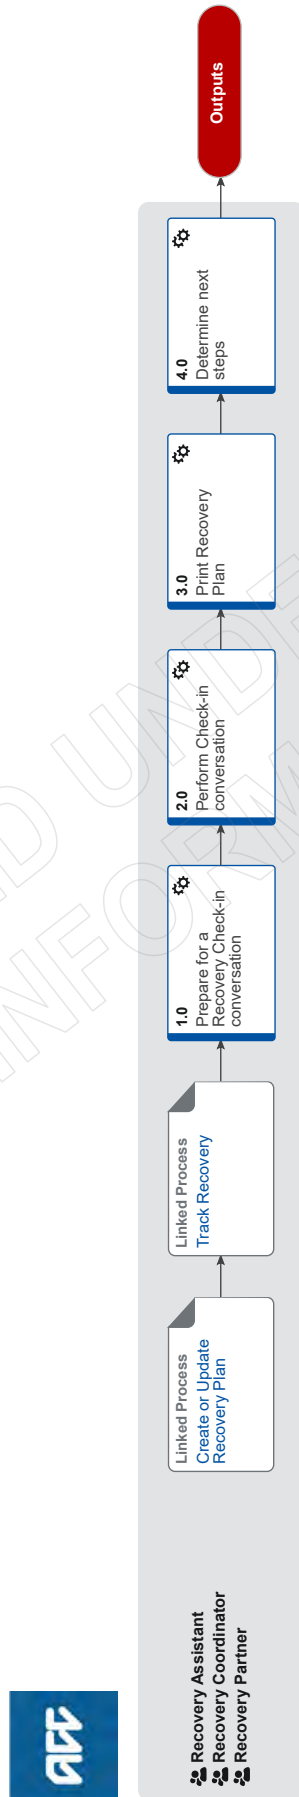 acc
Recovery Assistant
Recovery Coordinator
Recovery Partner
Linked Process
Create or Update
Recovery Plan
Linked Process
Track Recovery
1.0
Prepare for a
Recovery Check-in
conversation
2.0
Perform Check-in
conversation
3.0
Print Recovery
Plan
4.0
Determine next
steps
Outputs